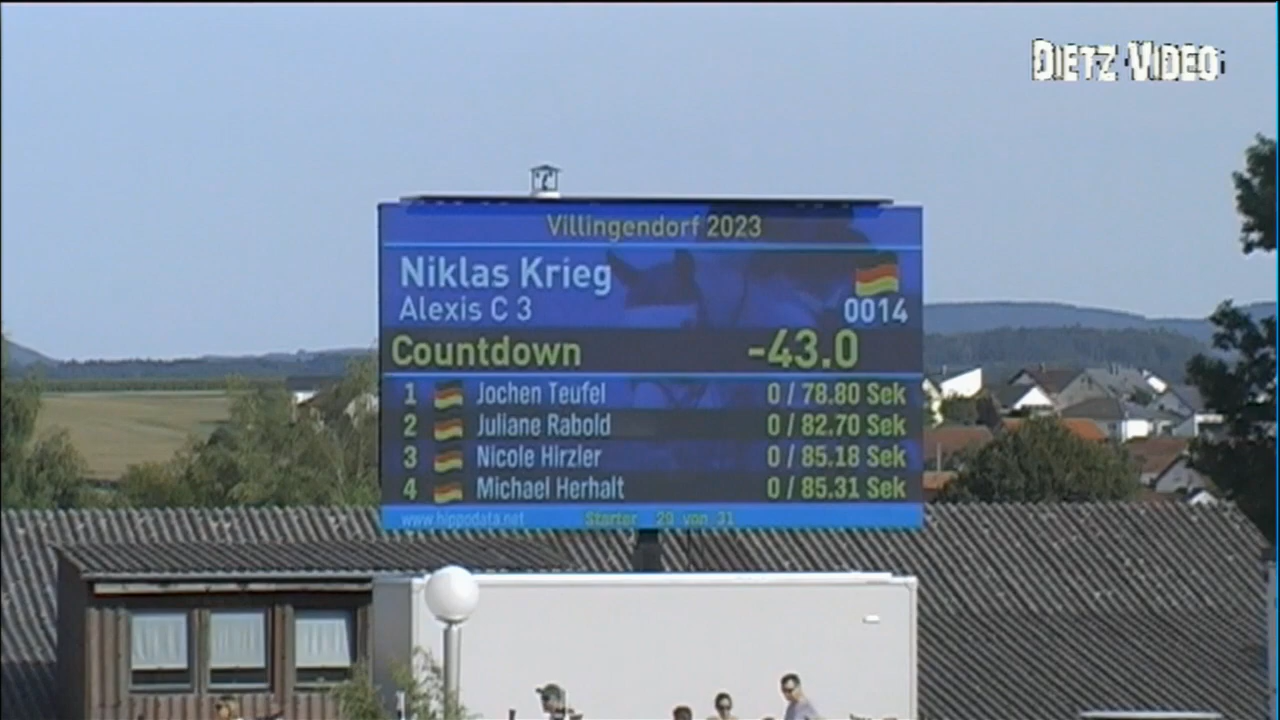 DIETZ VIDEO
Villingendorf 2023
Niklas Krieg
Alexis C 3
0014
Countdown -43.0
1 Jochen Teufel 0 / 78.80 Sek
2 Juliane Rabold 0 / 82.70 Sek
3 Nicole Hirzler 0 / 85.18 Sek
4 Michael Herhalt 0 / 85.31 Sek
www.hippodata.net Starter 29 von 31